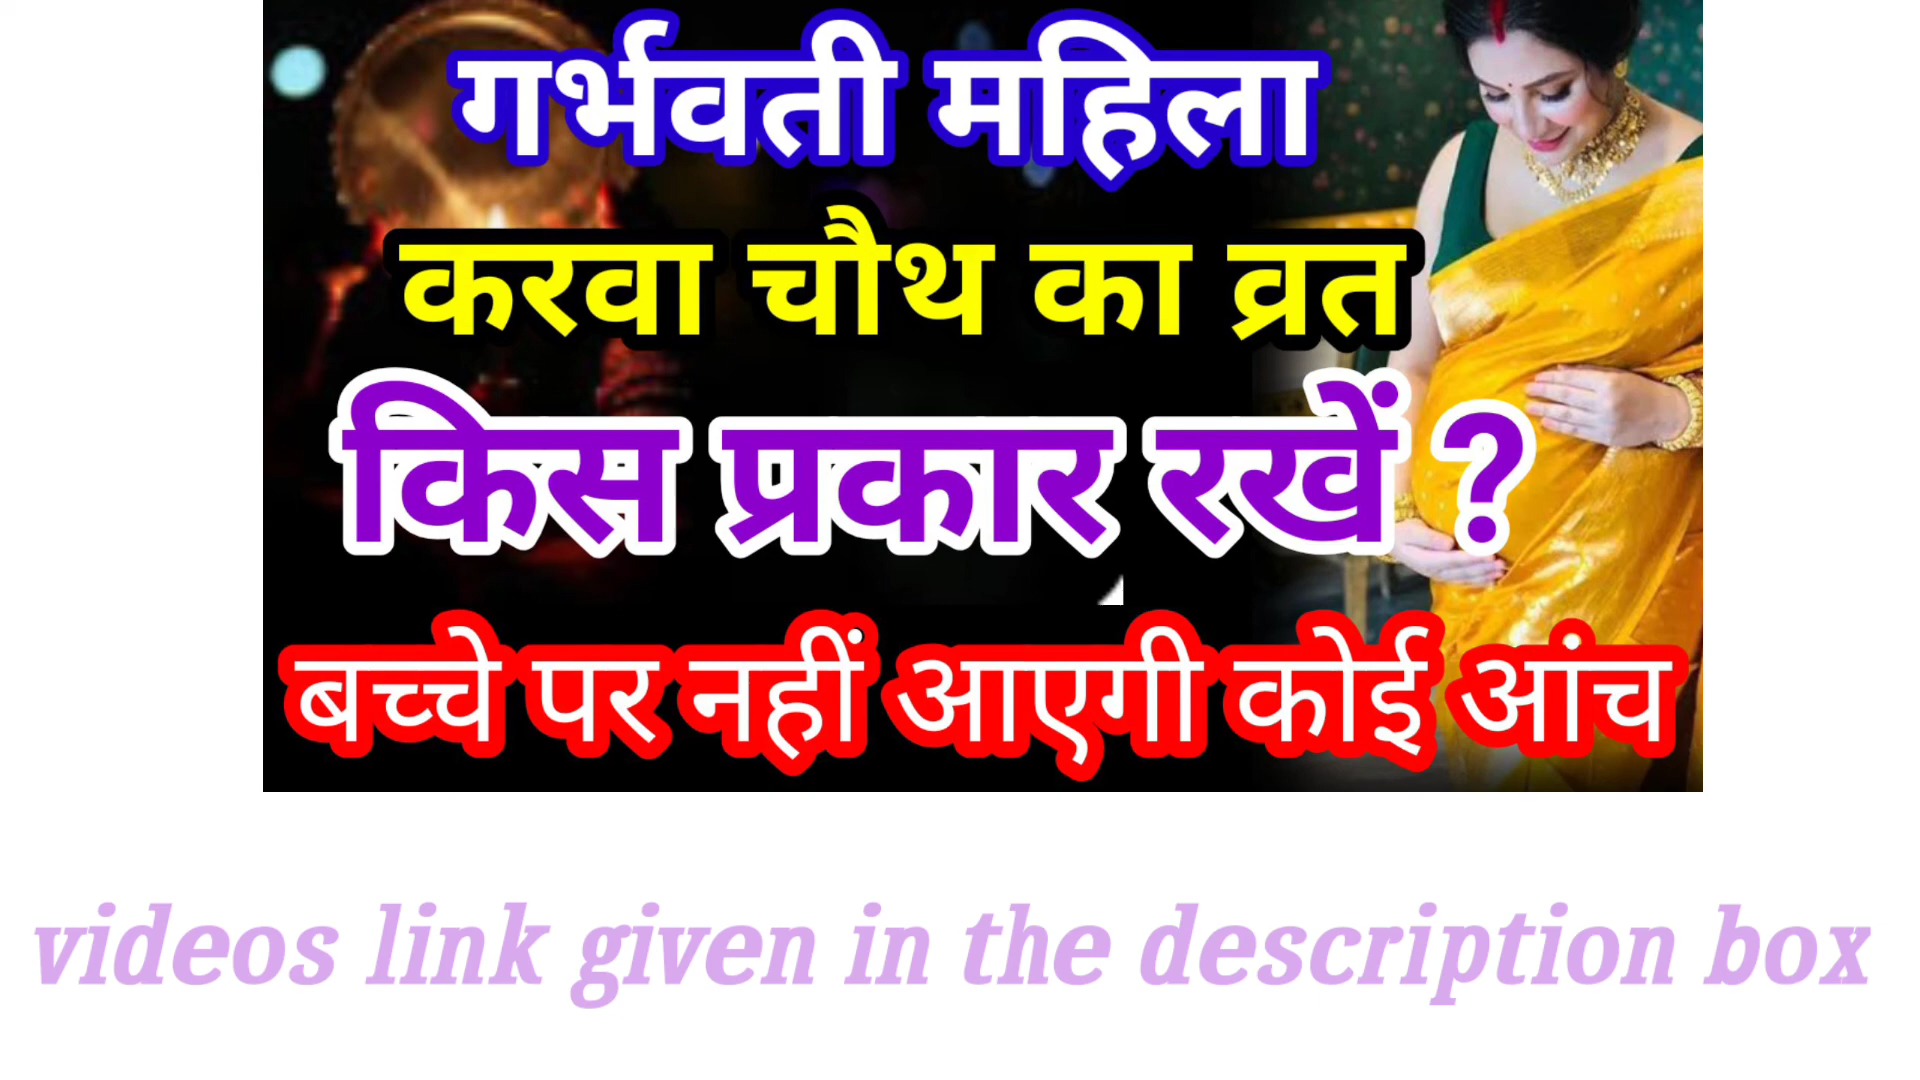 गर्भवती महिला
करवा चौथ का व्रत
किस प्रकार रखें ?
बच्चे पर नहीं आएगी कोई आंच
videos link given in the description box